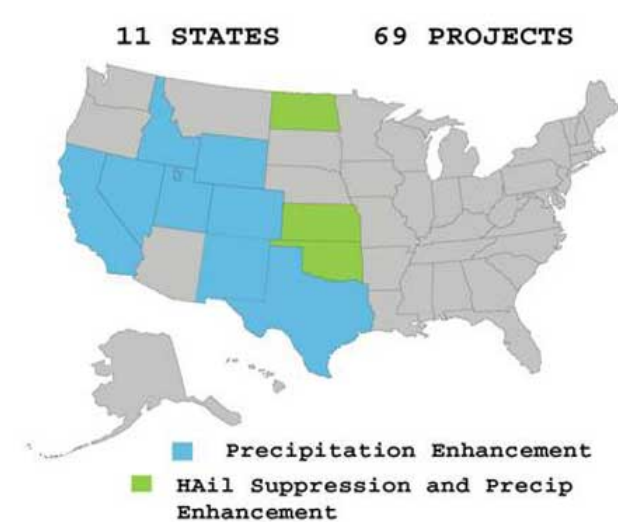 11 STATES 69 PROJECTS
Precipitation Enhancement
HAil Suppression and Precip
Enhancement